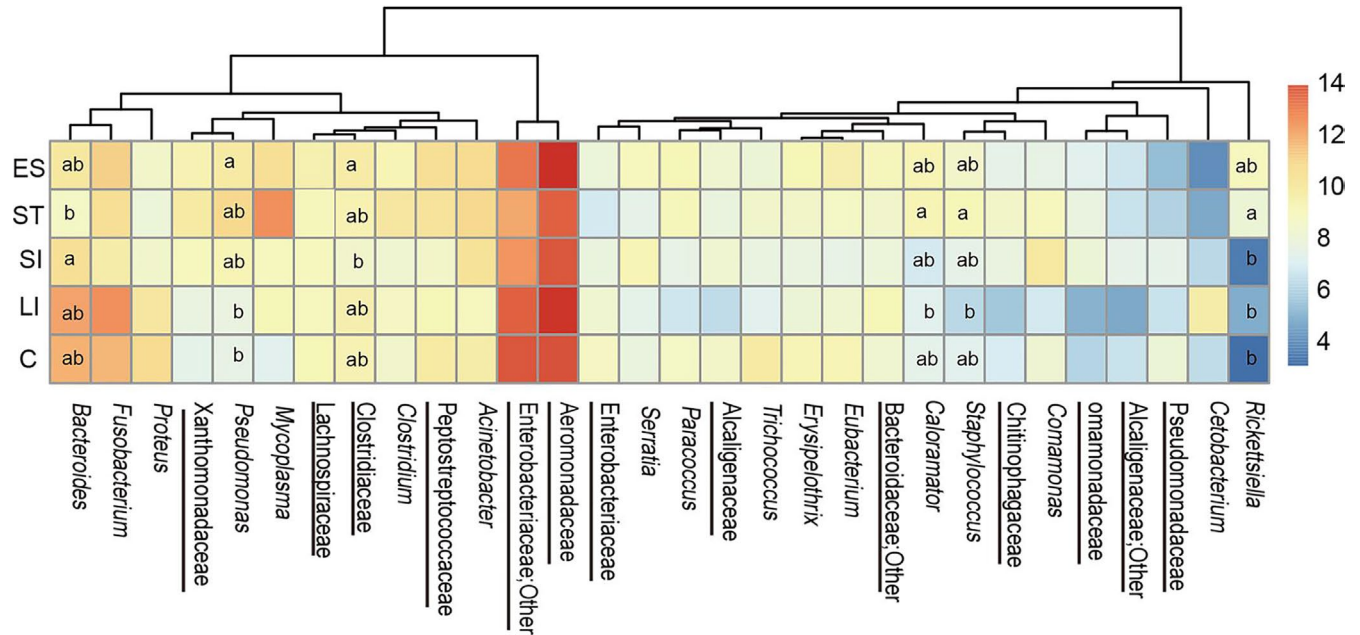 14
12
10
8
6
4
ES ab a a ab ab ab
ST b ab ab a a a
SI a ab b ab ab b
LI ab b ab b b b
C ab b ab ab ab b
Bacteroides
Fusobacterium
Proteus
Xanthomonadaceae
Pseudomonas
Mycoplasma
Lachnospiraceae
Clostridiaceae
Clostridium
Peptostreptococcaceae
Acinetobacter
Enterobacteriaceae;Other
Aeromonadaceae
Enterobacteriaceae
Serratia
Paracoccus
Alcaligenaceae
Trichococcus
Erysipelothrix
Eubacterium
Bacteroidaceae;Other
Caloramator
Staphylococcus
Chitinophagaceae
Comamonas
omamonadaceae
Alcaligenaceae;Other
Pseudomonadaceae
Cetobacterium
Rickettsiella